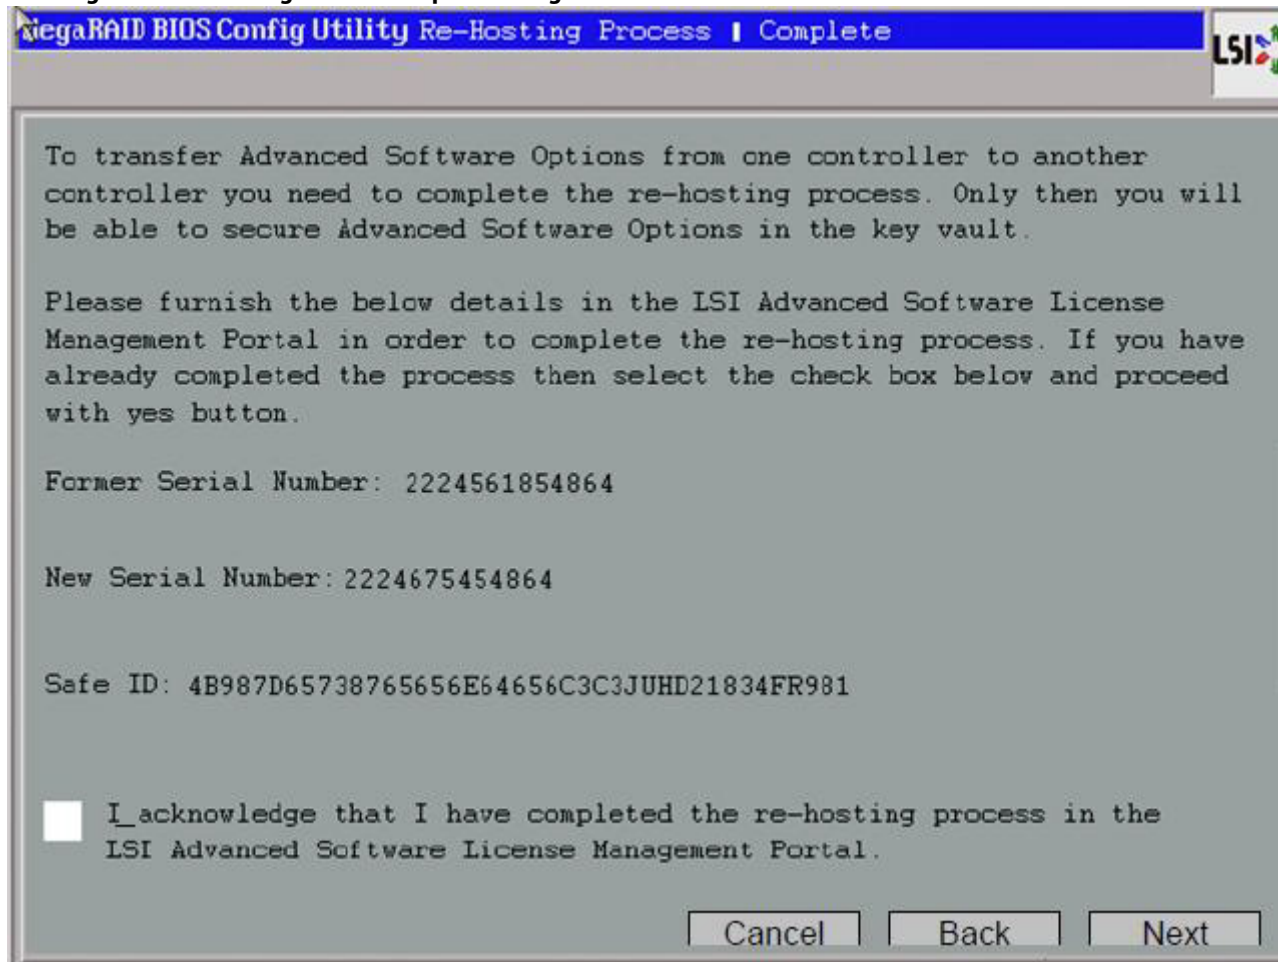 MegaRAID BIOS Config Utility Re-Hosting Process | Complete
LSI
To transfer Advanced Software Options from one controller to another
controller you need to complete the re-hosting process. Only then you will
be able to secure Advanced Software Options in the key vault.
Please furnish the below details in the LSI Advanced Software License
Management Portal in order to complete the re-hosting process. If you have
already completed the process then select the check box below and proceed
with yes button.
Former Serial Number: 2224561854864
New Serial Number: 2224675454864
Safe ID: 4B987D65738765656E64656C3C3JUHD21834FR981
I_acknowledge that I have completed the re-hosting process in the
LSI Advanced Software License Management Portal.
Cancel Back Next